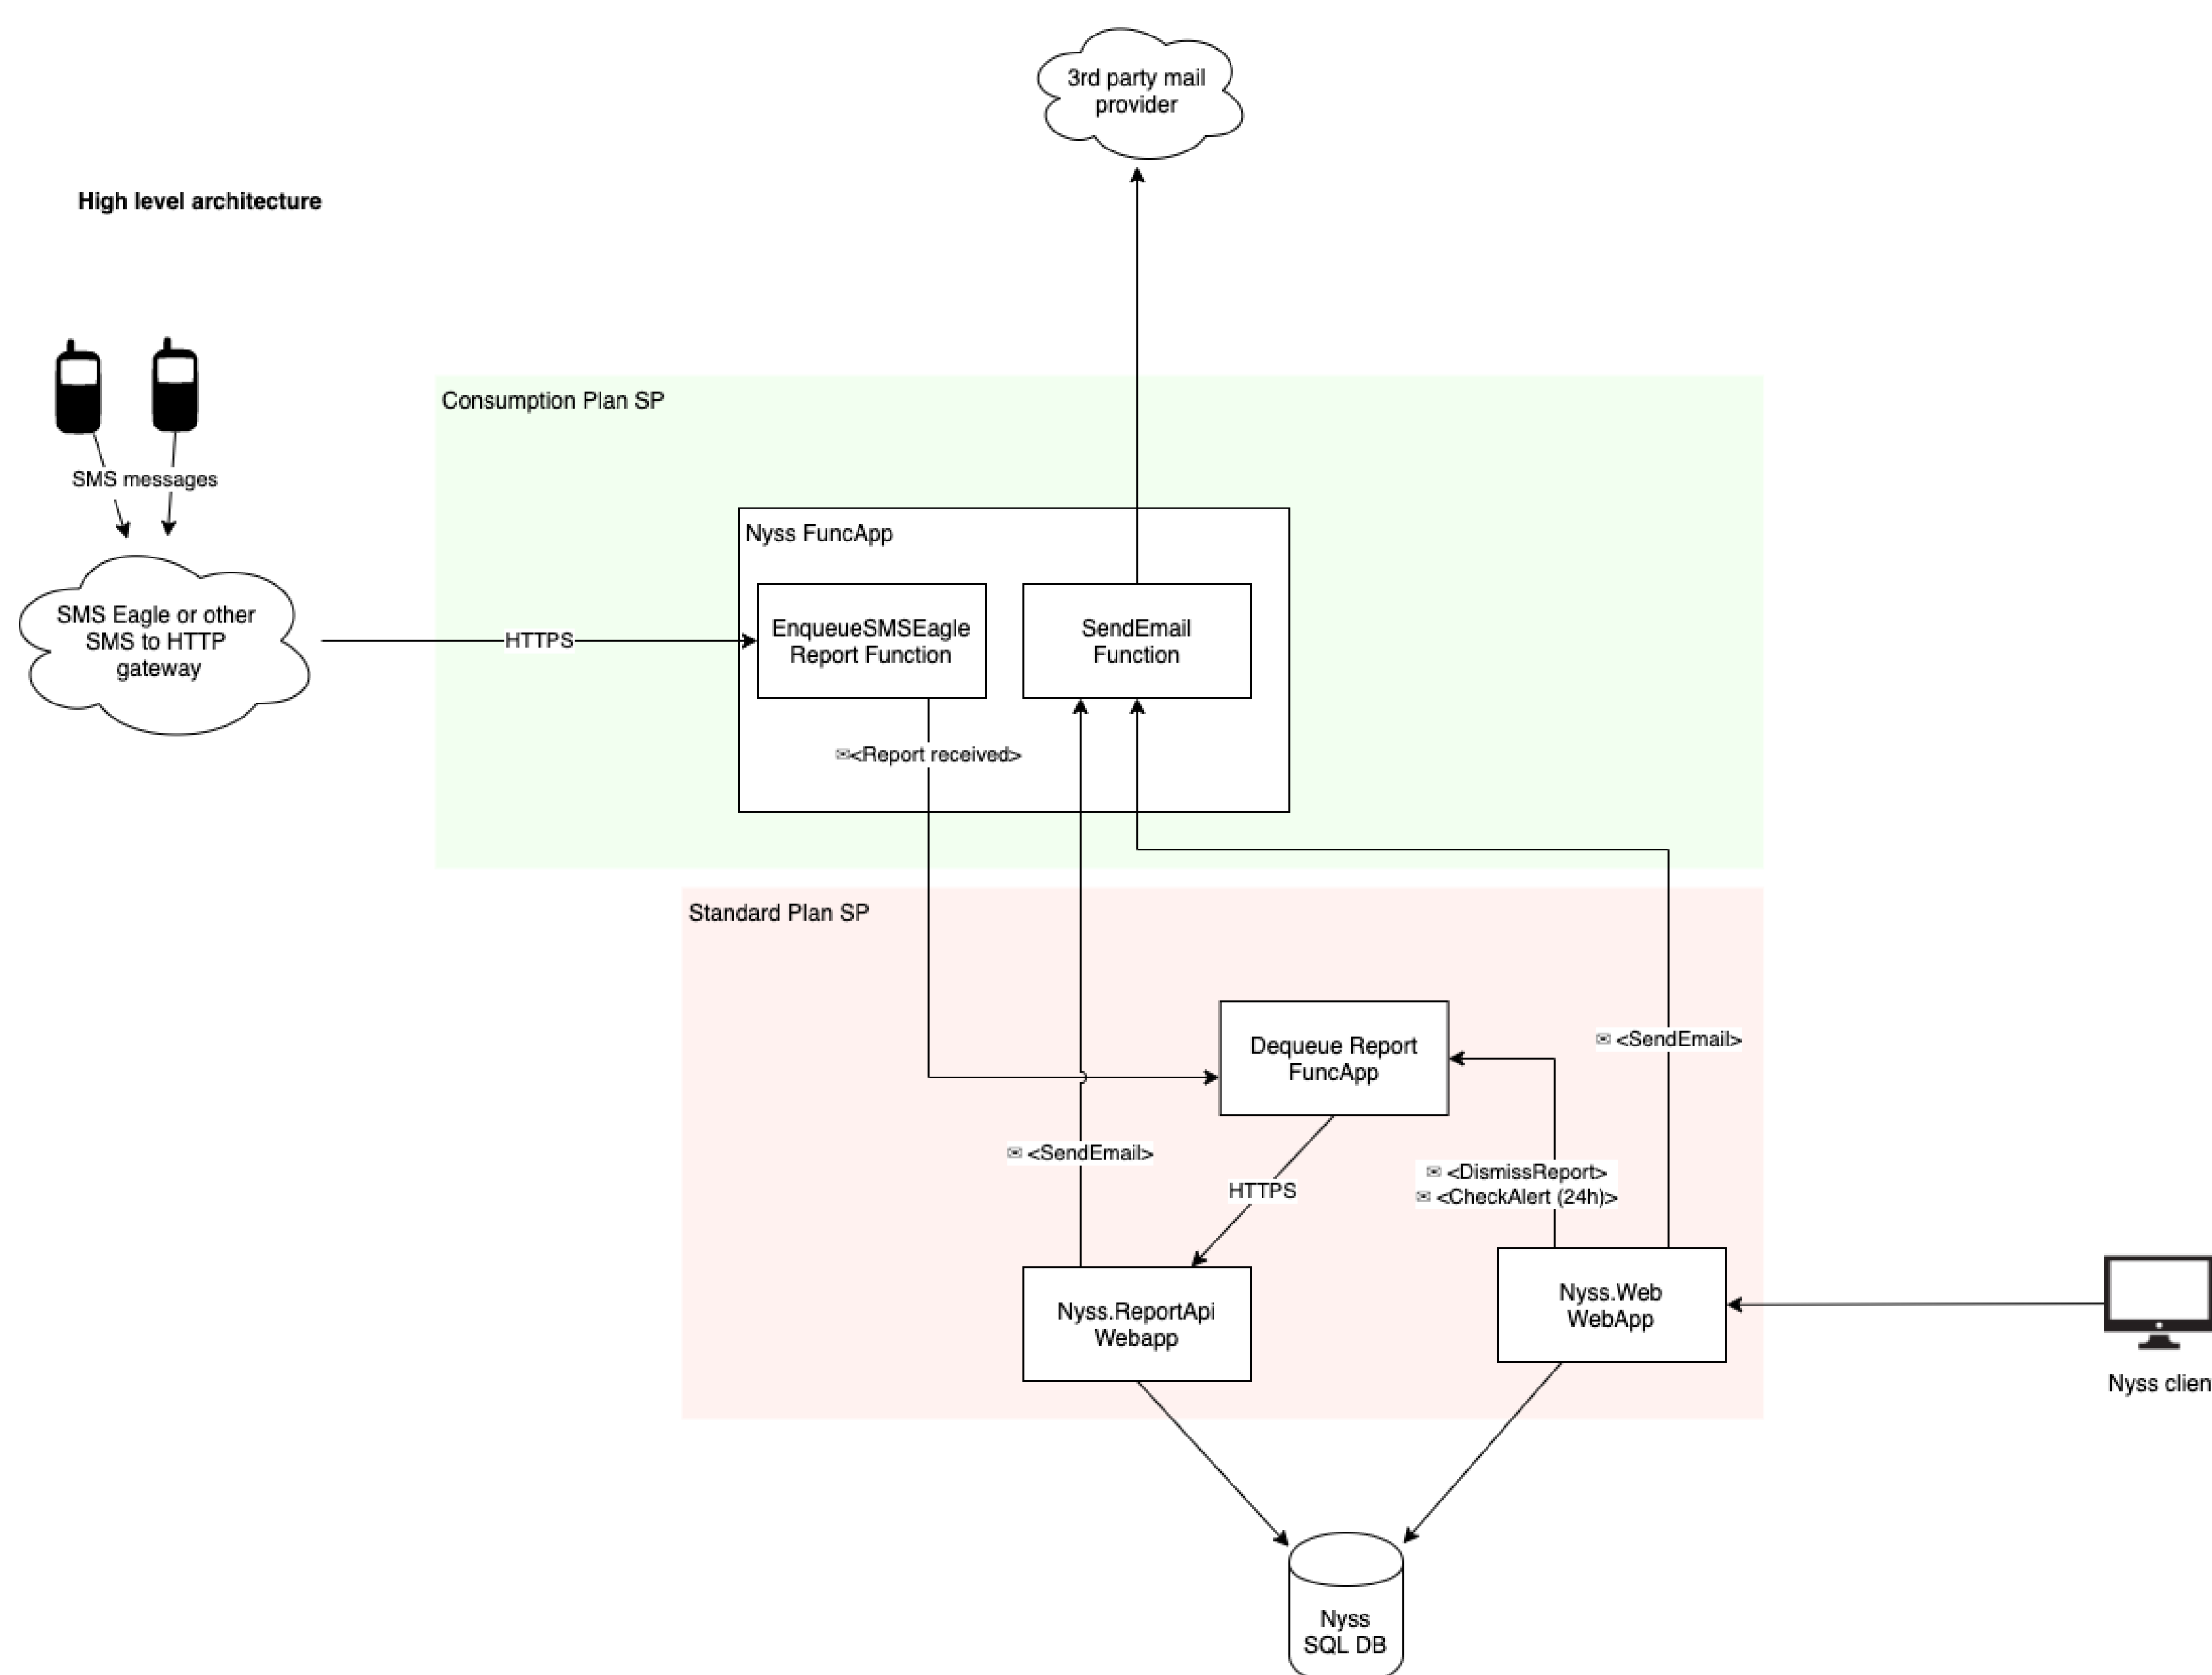 3rd party mail
provider
High level architecture
Consumption Plan SP
SMS messages
Nyss FuncApp
SMS Eagle or other
SMS to HTTP
gateway
HTTPS
EnqueueSMSEagle
Report Function
SendEmail
Function
✉<Report received>
Standard Plan SP
Dequeue Report
FuncApp
✉ <SendEmail>
✉ <SendEmail>
HTTPS
✉ <DismissReport>
✉ <CheckAlert (24h)>
Nyss.ReportApi
Webapp
Nyss.Web
WebApp
Nyss clien
Nyss
SQL DB